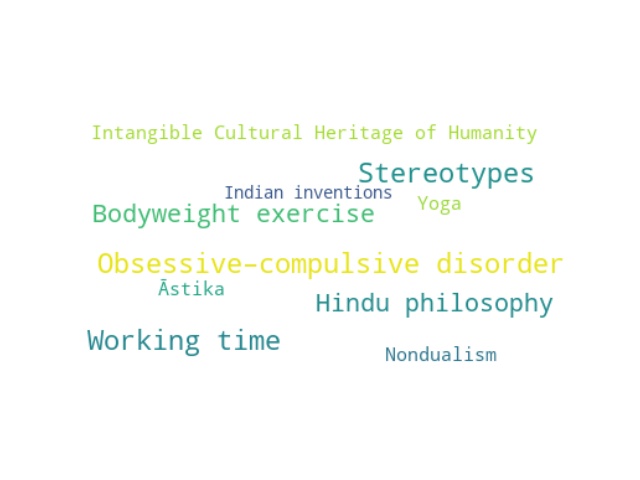 Intangible Cultural Heritage of Humanity
Stereotypes
Indian inventions
Yoga
Bodyweight exercise
Obsessive–compulsive disorder
Āstika
Hindu philosophy
Working time
Nondualism